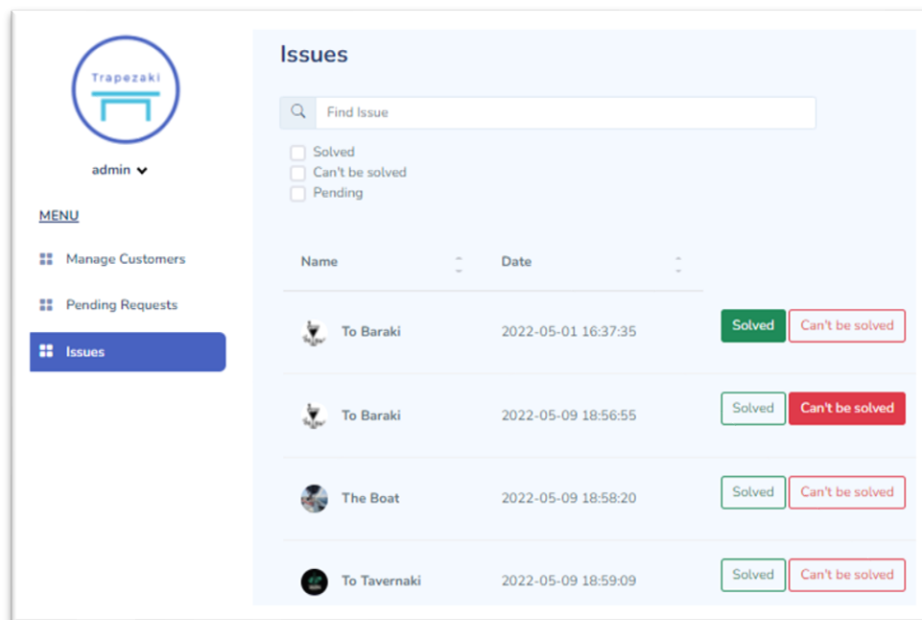 Trapezaki
admin
MENU
Manage Customers
Pending Requests
Issues
Issues
Find Issue
Solved
Can't be solved
Pending
Name Date
To Baraki 2022-05-01 16:37:35 Solved Can't be solved
To Baraki 2022-05-09 18:56:55 Solved Can't be solved
The Boat 2022-05-09 18:58:20 Solved Can't be solved
To Tavernaki 2022-05-09 18:59:09 Solved Can't be solved